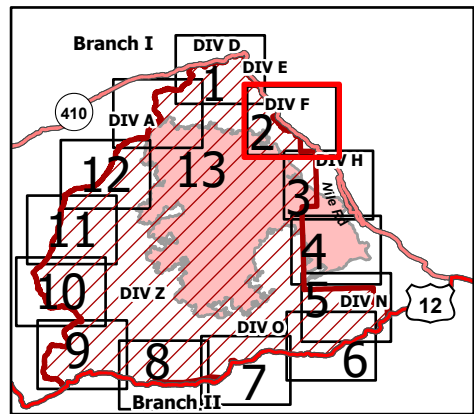 Branch I
DIV D
DIV E
1
DIV F
410
DIV A
2
12
13
DIV H
3
Nile Rd
11
4
10
DIV Z
5
DIV N
12
DIV O
9
8
7
6
Branch II